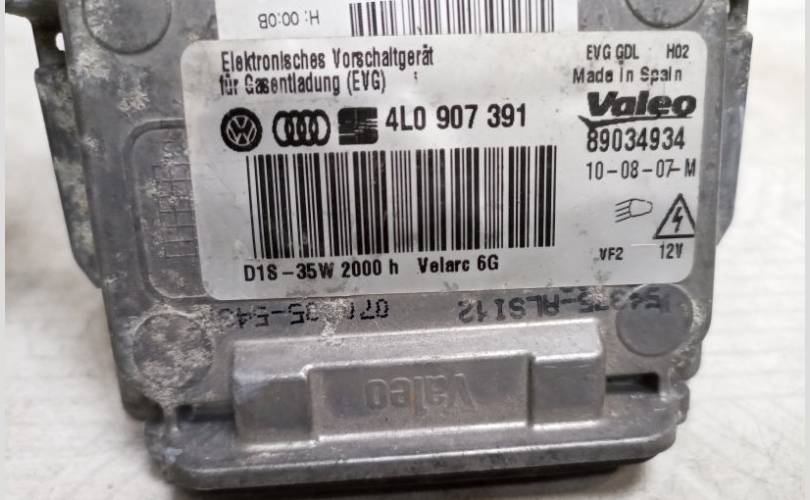 H: 00:0B
Elektronisches Vorschaltgerät
für Gasentladung (EVG)
EVG GDL H02
Made in Spain
4L0 907 391
Valeo
89034934
10-08-07-M
VF2 12V
D1S-35W 2000 h Velarc 6G
Valeo